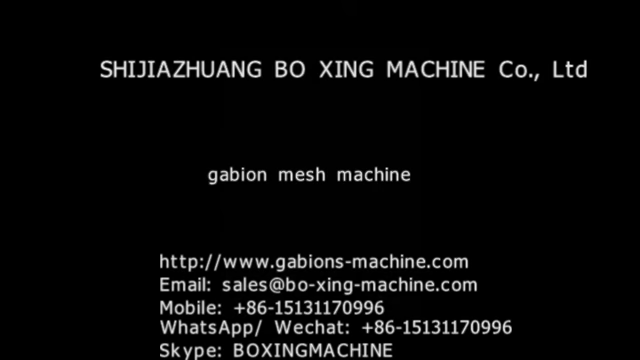 SHIJIAZHUANG BO XING MACHINE Co., Ltd
gabion mesh machine
http://www.gabions-machine.com
Email: sales@bo-xing-machine.com
Mobile: +86-15131170996
WhatsApp/ Wechat: +86-15131170996
Skype: BOXINGMACHINE